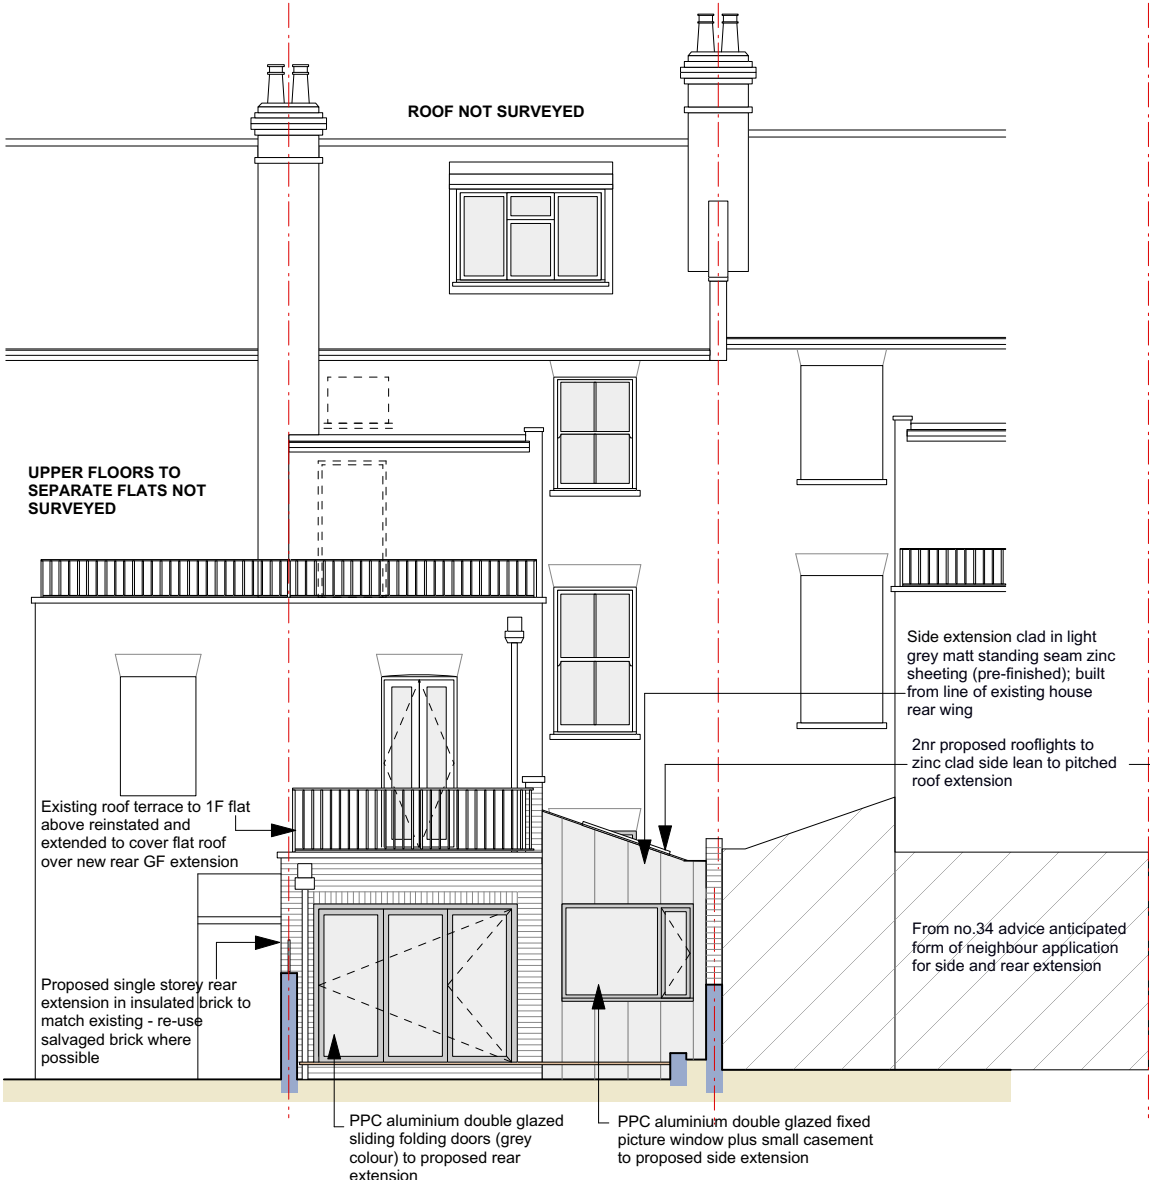 ROOF NOT SURVEYED
UPPER FLOORS TO
SEPARATE FLATS NOT
SURVEYED
Side extension clad in light
grey matt standing seam zinc
sheeting (pre-finished); built
from line of existing house
rear wing
2nr proposed rooflights to
zinc clad side lean to pitched
roof extension
Existing roof terrace to 1F flat
above reinstated and
extended to cover flat roof
over new rear GF extension
From no.34 advice anticipated
form of neighbour application
for side and rear extension
Proposed single storey rear
extension in insulated brick to
match existing - re-use
salvaged brick where
possible
PPC aluminium double glazed
sliding folding doors (grey
colour) to proposed rear
extension
PPC aluminium double glazed fixed
picture window plus small casement
to proposed side extension